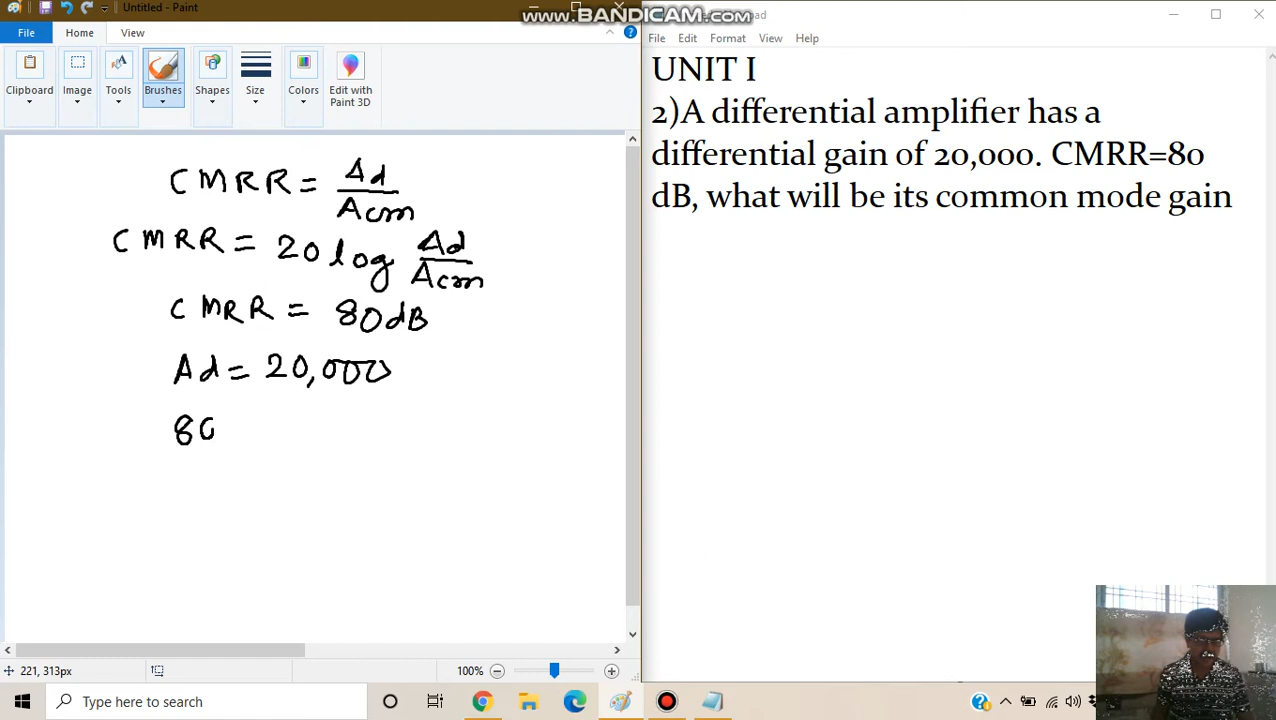 Untitled - Paint
www.BANDICAM.com
File
Home
View
Clipboard
Image
Tools
Brushes
Shapes
Size
Colors
Edit with
Paint 3D
CMRR = Ad
Acm
CMRR = 20 log Ad
Acm
CMRR = 80dB
Ad = 20,000
80
221, 313px
100%
File Edit Format View Help
UNIT I
2)A differential amplifier has a
differential gain of 20,000. CMRR=80
dB, what will be its common mode gain
Type here to search